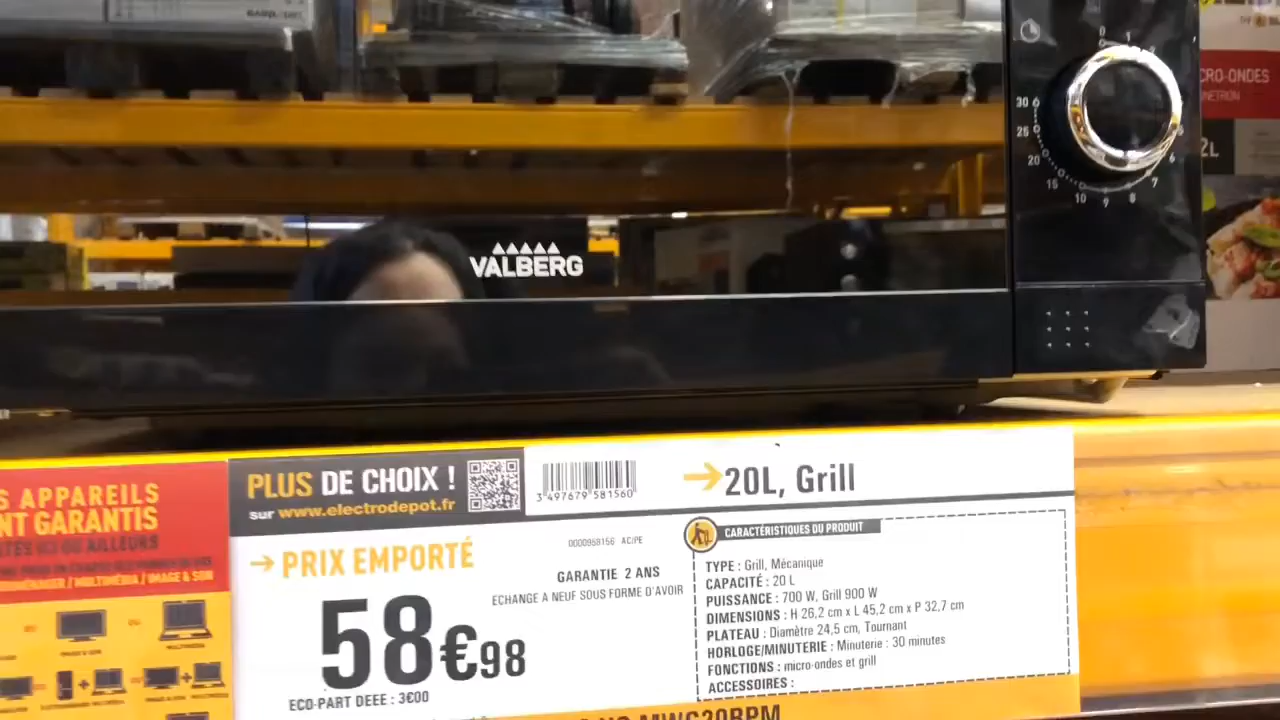 CRO-ONDES
2L
0 1
30
25
20
15
10 9 8 7 6
VALBERG
S APPAREILS
NT GARANTIS
PLUS DE CHOIX !
sur www.electrodepot.fr
3 497679 581560
20L, Grill
PRIX EMPORTÉ
0000958156 AC/PE
GARANTIE 2 ANS
ECHANGE A NEUF SOUS FORME D'AVOIR
58€98
ECO-PART DEEE : 3€00
CARACTÉRISTIQUES DU PRODUIT
TYPE : Grill, Mécanique
CAPACITÉ : 20 L
PUISSANCE : 700 W, Grill 900 W
DIMENSIONS : H 26,2 cm x L 45,2 cm x P 32,7 cm
PLATEAU : Diamètre 24,5 cm, Tournant
HORLOGE/MINUTERIE : Minuterie : 30 minutes
FONCTIONS : micro-ondes et grill
ACCESSOIRES :